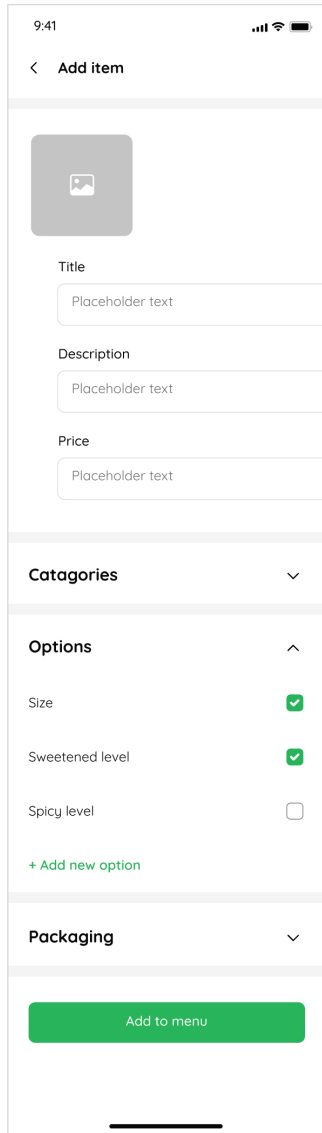 9:41
Add item
Title
Placeholder text
Description
Placeholder text
Price
Placeholder text
Catagories
Options
Size
Sweetened level
Spicy level
+ Add new option
Packaging
Add to menu